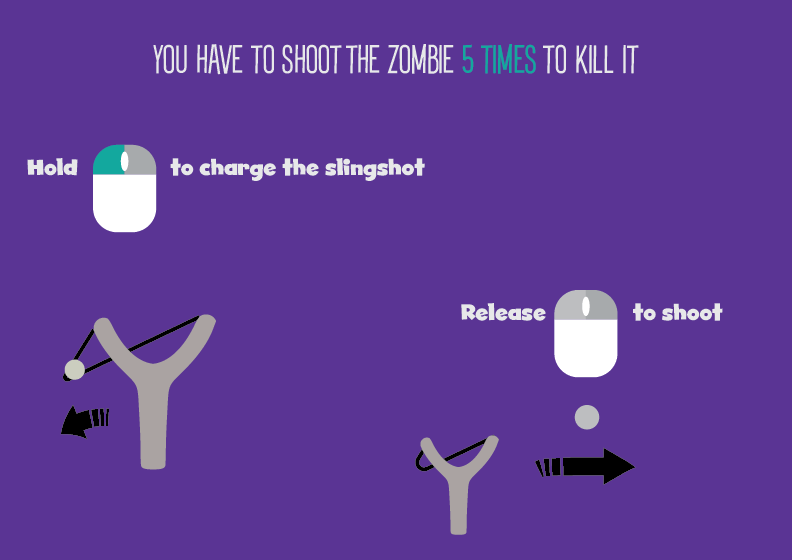 YOU HAVE TO SHOOT THE ZOMBIE 5 TIMES TO KILL IT
Hold to charge the slingshot
Release to shoot